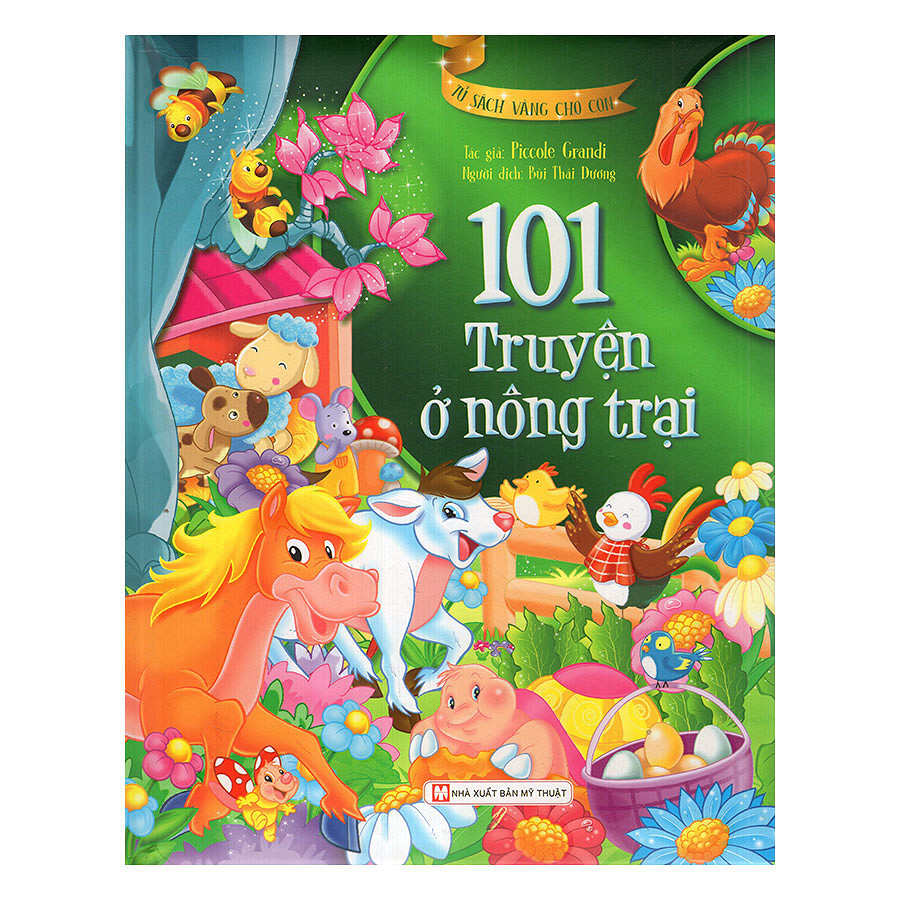 TỦ SÁCH VÀNG CHO CON
Tác giả: Piccole Grandi
Người dịch: Bùi Thái Dương
101
Truyện
ở nông trại
NHÀ XUẤT BẢN MỸ THUẬT